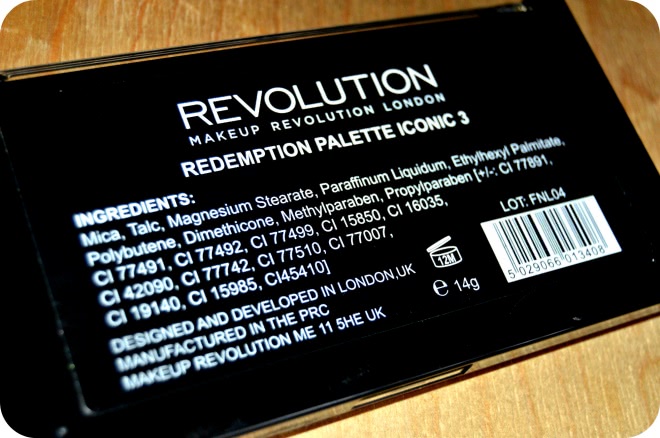 REVOLUTION
MAKEUP REVOLUTION LONDON
REDEMPTION PALETTE ICONIC 3
INGREDIENTS:
Mica, Talc, Magnesium Stearate, Paraffinum Liquidum, Ethylhexyl Palmitate,
Polybutene, Dimethicone, Methylparaben, Propylparaben [+/-: CI 77891,
CI 77491, CI 77492, CI 77499, CI 15850, CI 16035,
CI 42090, CI 77742, CI 77510, CI 77007,
CI 19140, CI 15985, CI45410]
DESIGNED AND DEVELOPED IN LONDON,UK
MANUFACTURED IN THE PRC
MAKEUP REVOLUTION ME 11 5HE UK
12M
e 14g
LOT: FNL04
5 029066 013408